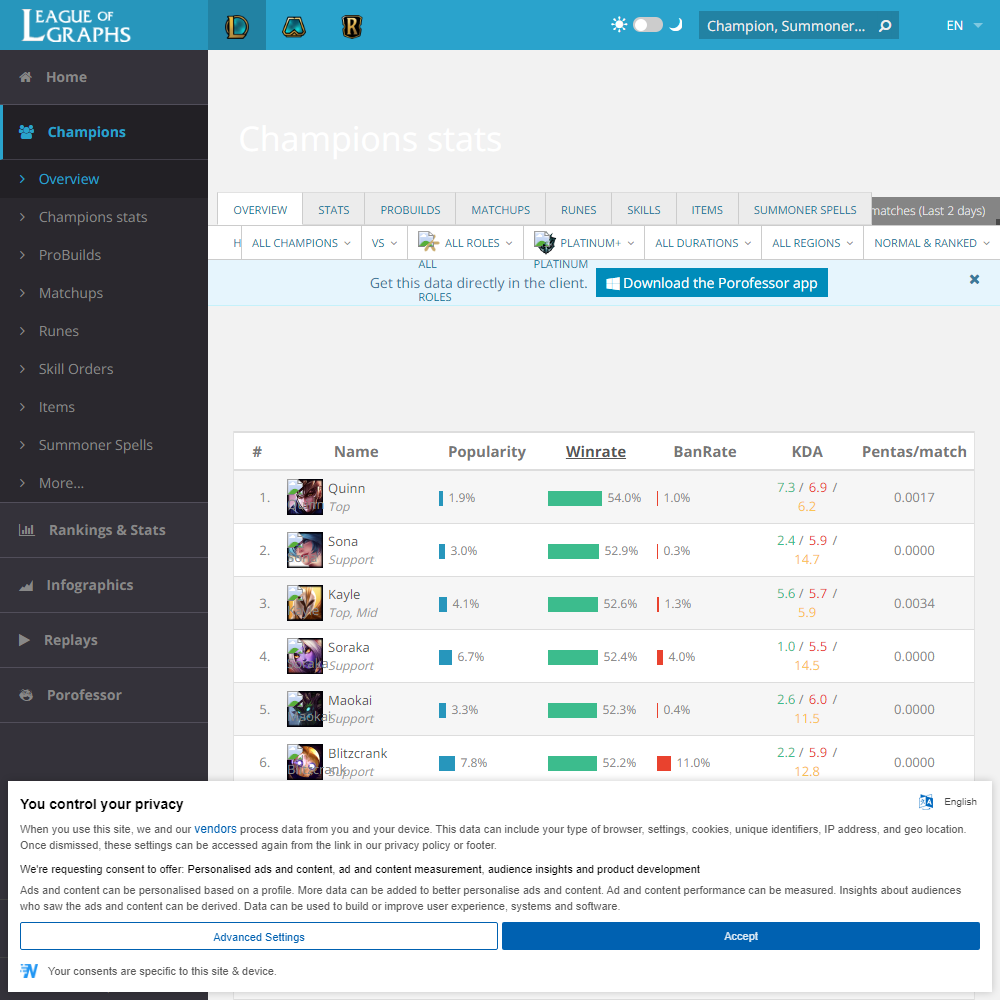 LEAGUE OF
GRAPHS
Champion, Summoner...
EN
Home
Champions
Overview
Champions stats
ProBuilds
Matchups
Runes
Skill Orders
Items
Summoner Spells
More...
Rankings & Stats
Infographics
Replays
Porofessor
Champions stats
OVERVIEW STATS PROBUILDS MATCHUPS RUNES SKILLS ITEMS SUMMONER SPELLS
matches (Last 2 days)
H ALL CHAMPIONS VS ALL ROLES PLATINUM+ ALL DURATIONS ALL REGIONS NORMAL & RANKED
ALL PLATINUM
ROLES
Get this data directly in the client. Download the Porofessor app
# Name Popularity Winrate BanRate KDA Pentas/match
1. Quinn Top 1.9% 54.0% 1.0% 7.3 / 6.9 / 6.2 0.0017
2. Sona Support 3.0% 52.9% 0.3% 2.4 / 5.9 / 14.7 0.0000
3. Kayle Top, Mid 4.1% 52.6% 1.3% 5.6 / 5.7 / 5.9 0.0034
4. Soraka Support 6.7% 52.4% 4.0% 1.0 / 5.5 / 14.5 0.0000
5. Maokai Support 3.3% 52.3% 0.4% 2.6 / 6.0 / 11.5 0.0000
6. Blitzcrank Support 7.8% 52.2% 11.0% 2.2 / 5.9 / 12.8 0.0000
You control your privacy
English
When you use this site, we and our vendors process data from you and your device. This data can include your type of browser, settings, cookies, unique identifiers, IP address, and geo location.
Once dismissed, these settings can be accessed again from the link in our privacy policy or footer.
We're requesting consent to offer: Personalised ads and content, ad and content measurement, audience insights and product development
Ads and content can be personalised based on a profile. More data can be added to better personalise ads and content. Ad and content performance can be measured. Insights about audiences
who saw the ads and content can be derived. Data can be used to build or improve user experience, systems and software.
Advanced Settings
Accept
Your consents are specific to this site & device.